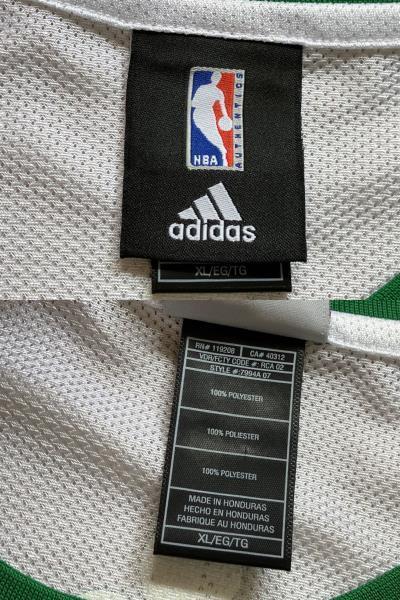 NBA
AUTHENTICS
adidas
XL/EG/TG
RN# 119208 CA# 40312
VDR/FCTY CODE #: RCA 02
STYLE #:7994A 07
100% POLYESTER
100% POLIESTER
100% POLYESTER
MADE IN HONDURAS
HECHO EN HONDURAS
FABRIQUE AU HONDURAS
XL/EG/TG